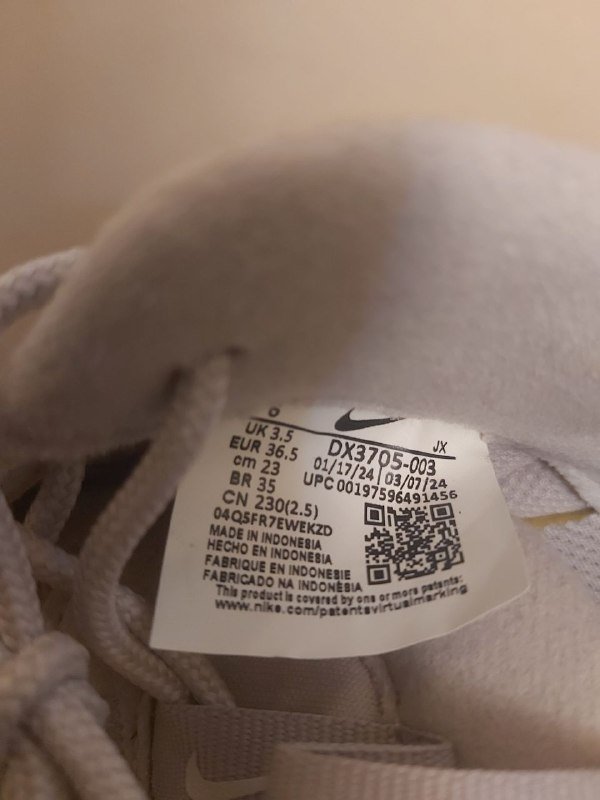 UK 3.5
EUR 36.5
cm 23
BR 35
CN 230(2.5)
JX
DX3705-003
01/17/24 | 03/07/24
UPC 00197596491456
04QSFR7EWEKZD
MADE IN INDONESIA
HECHO EN INDONESIA
FABRIQUE EN INDONESIE
FABRICADO NA INDONÉSIA
This product is covered by one or more patents:
www.nike.com/patentsvirtualmarking